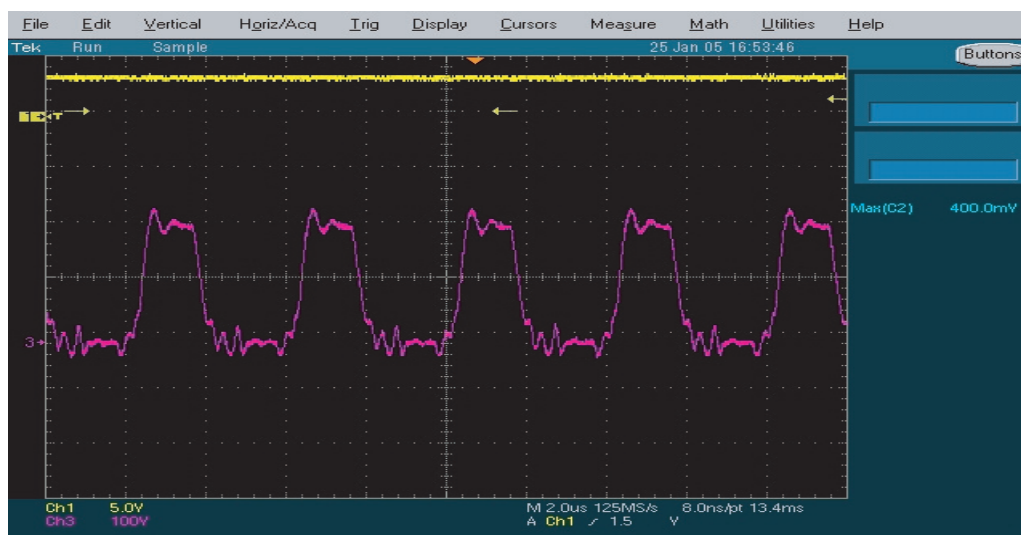 File Edit Vertical Horiz/Acq Trig Display Cursors Measure Math Utilities Help
Tek Run Sample 25 Jan 05 16:53:46 Buttons
3
Max(C2) 400.0mV
Ch1 5.0V M 2.0us 125MS/s 8.0ns/pt 13.4ms
Ch3 100V A Ch1 1.5 V